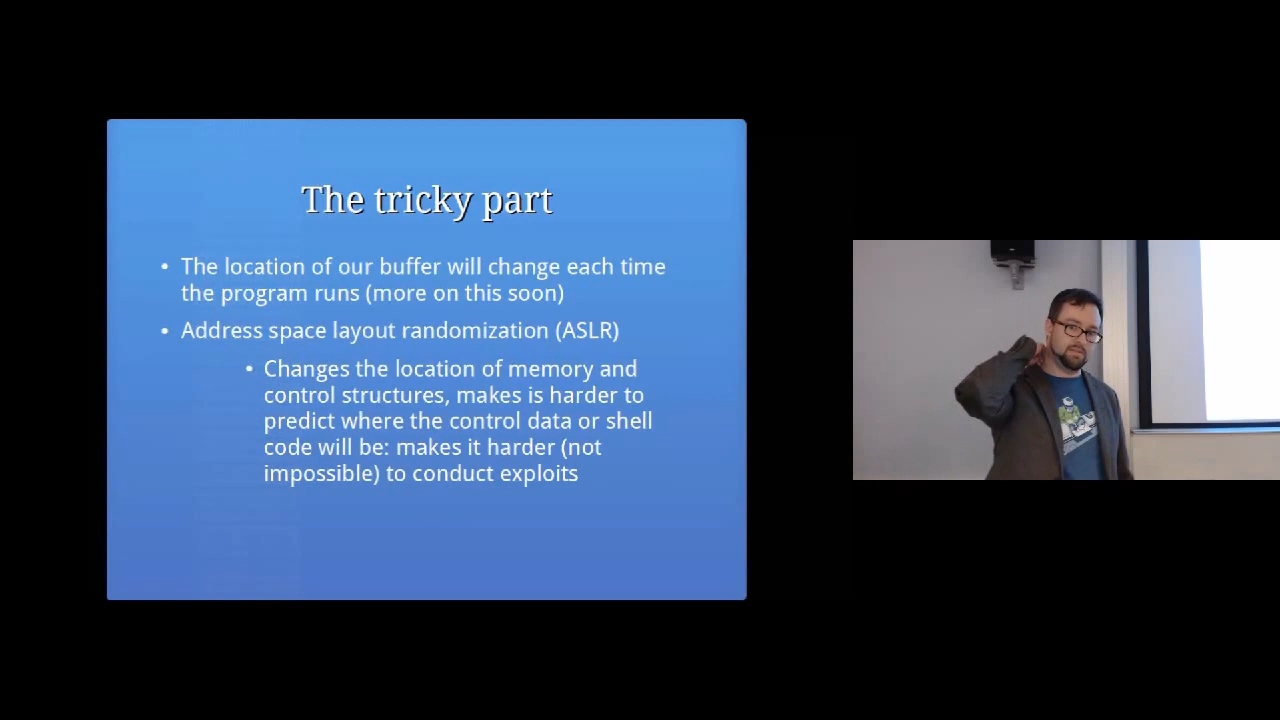 The tricky part
• The location of our buffer will change each time
the program runs (more on this soon)
• Address space layout randomization (ASLR)
• Changes the location of memory and
control structures, makes is harder to
predict where the control data or shell
code will be: makes it harder (not
impossible) to conduct exploits